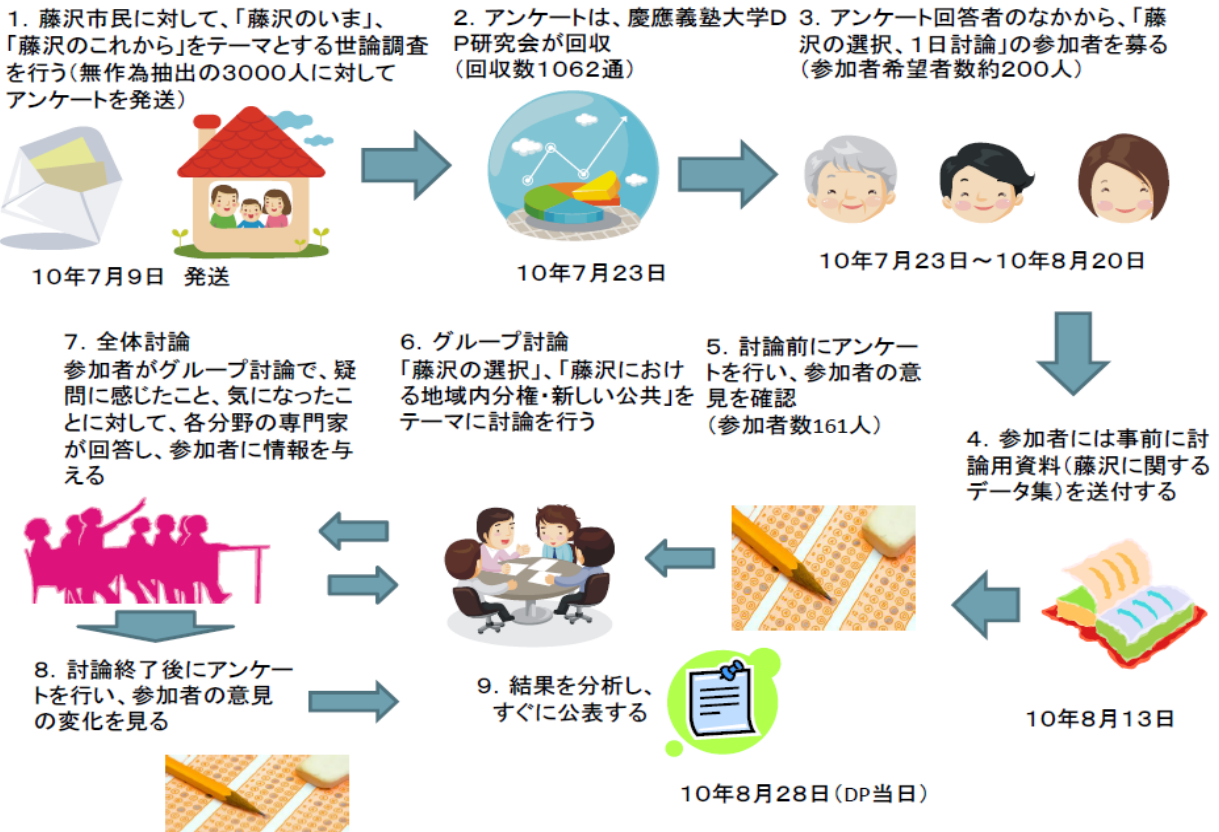 １．藤沢市民に対して、「藤沢のいま」、
「藤沢のこれから」をテーマとする世論調査
を行う（無作為抽出の３０００人に対して
アンケートを発送）
１０年７月９日　発送
２．アンケートは、慶應義塾大学Ｄ
Ｐ研究会が回収
（回収数１０６２通）
１０年７月２３日
３．アンケート回答者のなかから、「藤
沢の選択、１日討論」の参加者を募る
（参加者希望者数約２００人）
１０年７月２３日～１０年８月２０日
４．参加者には事前に討
論用資料（藤沢に関する
データ集）を送付する
１０年８月１３日
５．討論前にアンケー
トを行い、参加者の意
見を確認
（参加者数161人）
６．グループ討論
「藤沢の選択」、「藤沢におけ
る地域内分権・新しい公共」を
テーマに討論を行う
７．全体討論
参加者がグループ討論で、疑
問に感じたこと、気になったこ
とに対して、各分野の専門家
が回答し、参加者に情報を与
える
８．討論終了後にアンケー
トを行い、参加者の意見
の変化を見る
９．結果を分析し、
すぐに公表する
１０年８月２８日（DP当日）